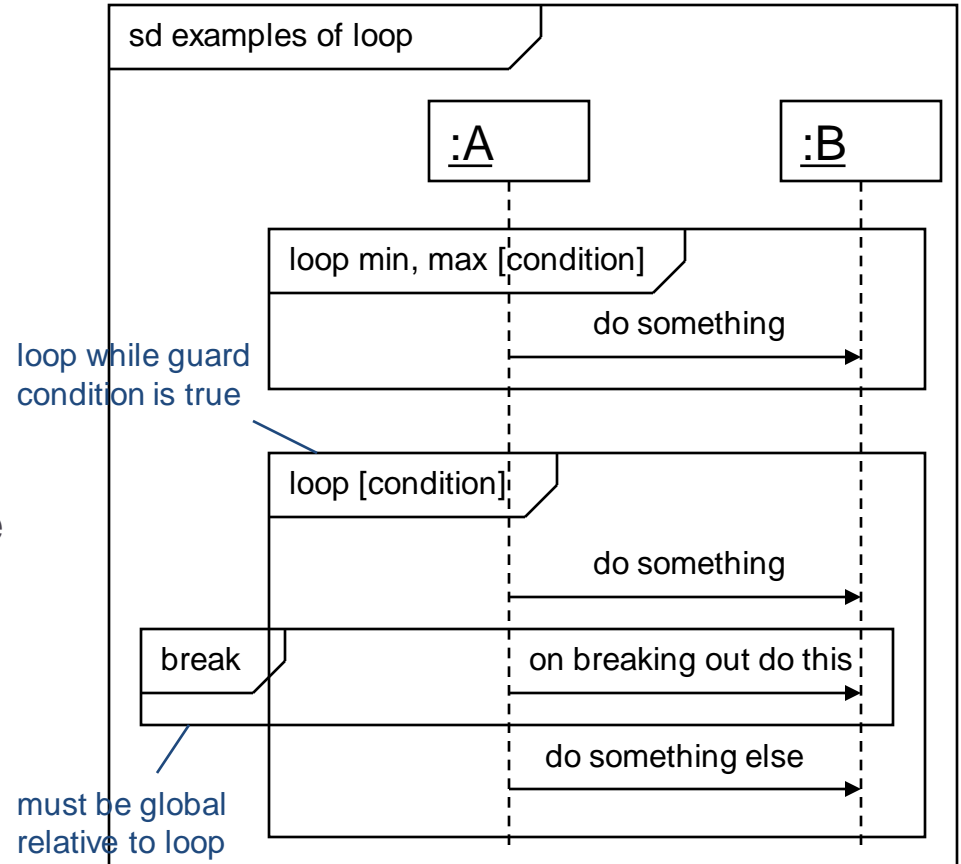 sd examples of loop
:A
:B
loop min, max [condition]
do something
loop while guard
condition is true
loop [condition]
e
do something
break
on breaking out do this
do something else
must be global
relative to loop